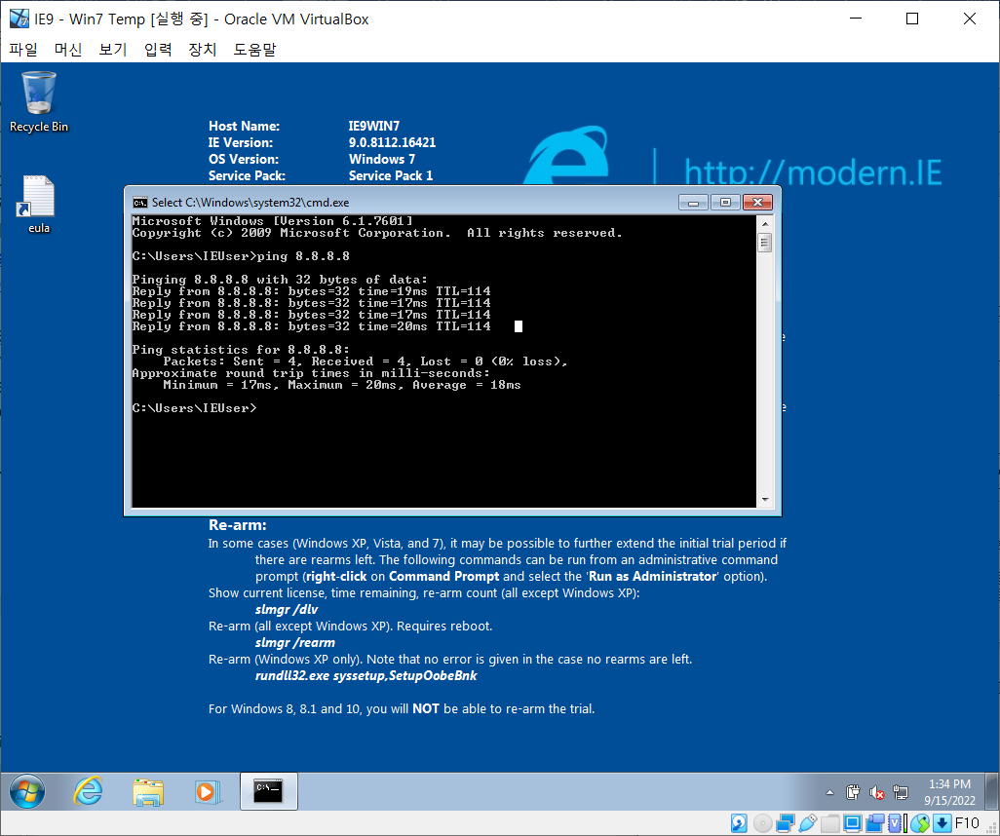 IE9 - Win7 Temp [실행 중] - Oracle VM VirtualBox
파일 머신 보기 입력 장치 도움말
Recycle Bin
eula
Host Name: IE9WIN7
IE Version: 9.0.8112.16421
OS Version: Windows 7
Service Pack: Service Pack 1
http://modern.IE
Select C:\Windows\system32\cmd.exe
Microsoft Windows [Version 6.1.7601]
Copyright (c) 2009 Microsoft Corporation.  All rights reserved.
C:\Users\IEUser>ping 8.8.8.8
Pinging 8.8.8.8 with 32 bytes of data:
Reply from 8.8.8.8: bytes=32 time=19ms TTL=114
Reply from 8.8.8.8: bytes=32 time=17ms TTL=114
Reply from 8.8.8.8: bytes=32 time=17ms TTL=114
Reply from 8.8.8.8: bytes=32 time=20ms TTL=114
Ping statistics for 8.8.8.8:
Packets: Sent = 4, Received = 4, Lost = 0 (0% loss),
Approximate round trip times in milli-seconds:
Minimum = 17ms, Maximum = 20ms, Average = 18ms
C:\Users\IEUser>
Re-arm:
In some cases (Windows XP, Vista, and 7), it may be possible to further extend the initial trial period if
there are rearms left. The following commands can be run from an administrative command
prompt (right-click on Command Prompt and select the 'Run as Administrator' option).
Show current license, time remaining, re-arm count (all except Windows XP):
slmgr /dlv
Re-arm (all except Windows XP). Requires reboot.
slmgr /rearm
Re-arm (Windows XP only). Note that no error is given in the case no rearms are left.
rundll32.exe syssetup,SetupOobeBnk
For Windows 8, 8.1 and 10, you will NOT be able to re-arm the trial.
1:34 PM
9/15/2022
F10